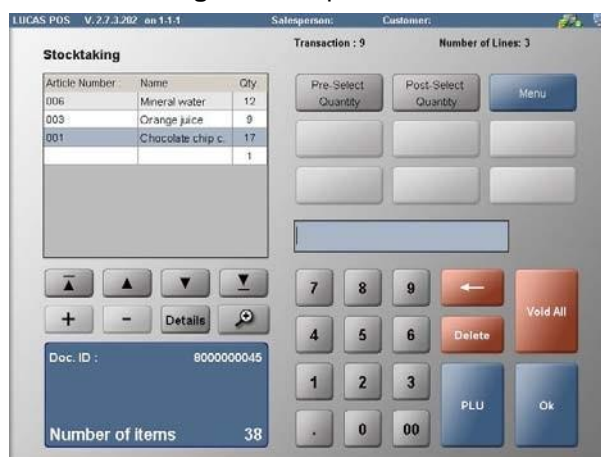 LUCAS POS V. 2.7.3.202 on 1-1-1 Salesperson: Customer:
Stocktaking
Transaction : 9 Number of Lines: 3
Article Number Name Qty.
006 Mineral water 12
003 Orange juice 9
001 Chocolate chip c. 17
1
Pre-Select Quantity
Post-Select Quantity
Menu
+ - Details
7 8 9
Void All
4 5 6 Delete
1 2 3
PLU Ok
. 0 00
Doc. ID : 8000000045
Number of items 38